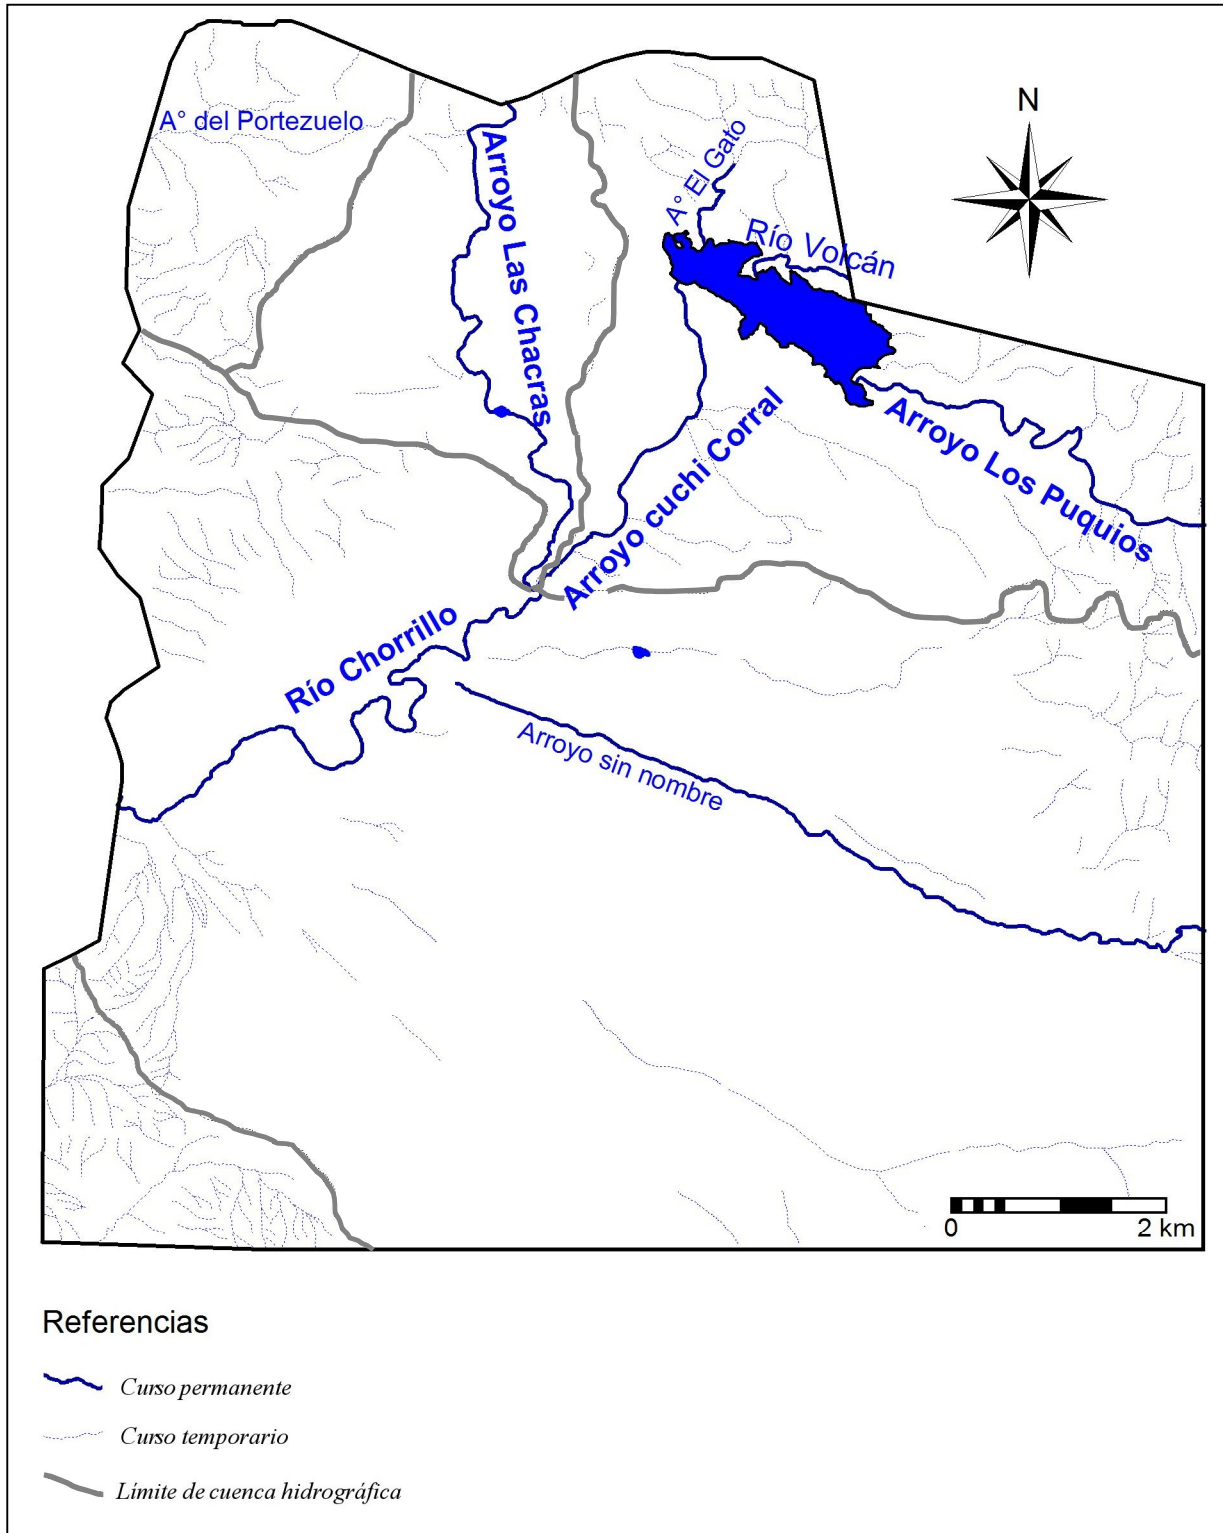 N
A° del Portezuelo
Arroyo Las Chacras
A° El Gato
Río Volcán
Arroyo cuchi Corral
Arroyo Los Puquios
Río Chorrillo
Arroyo sin nombre
0 2 km
Referencias
Curso permanente
Curso temporario
Límite de cuenca hidrográfica